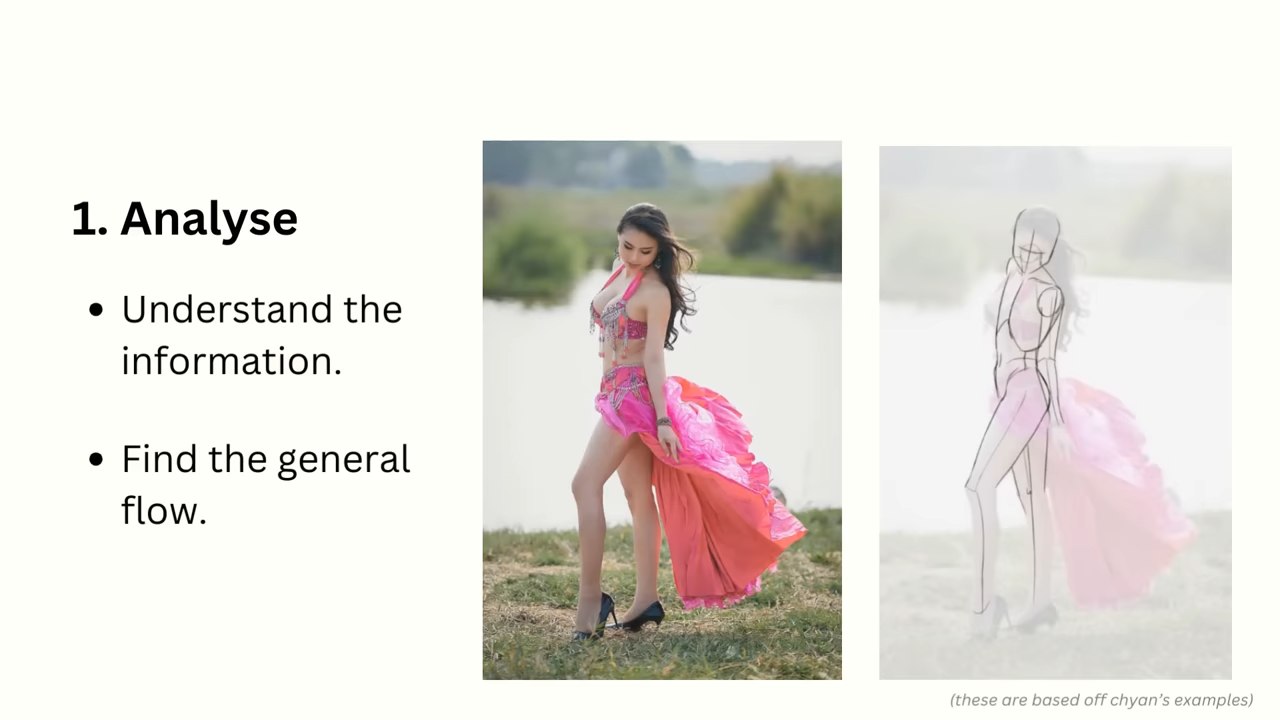 1. Analyse
• Understand the
information.
• Find the general
flow.
(these are based off chyan's examples)